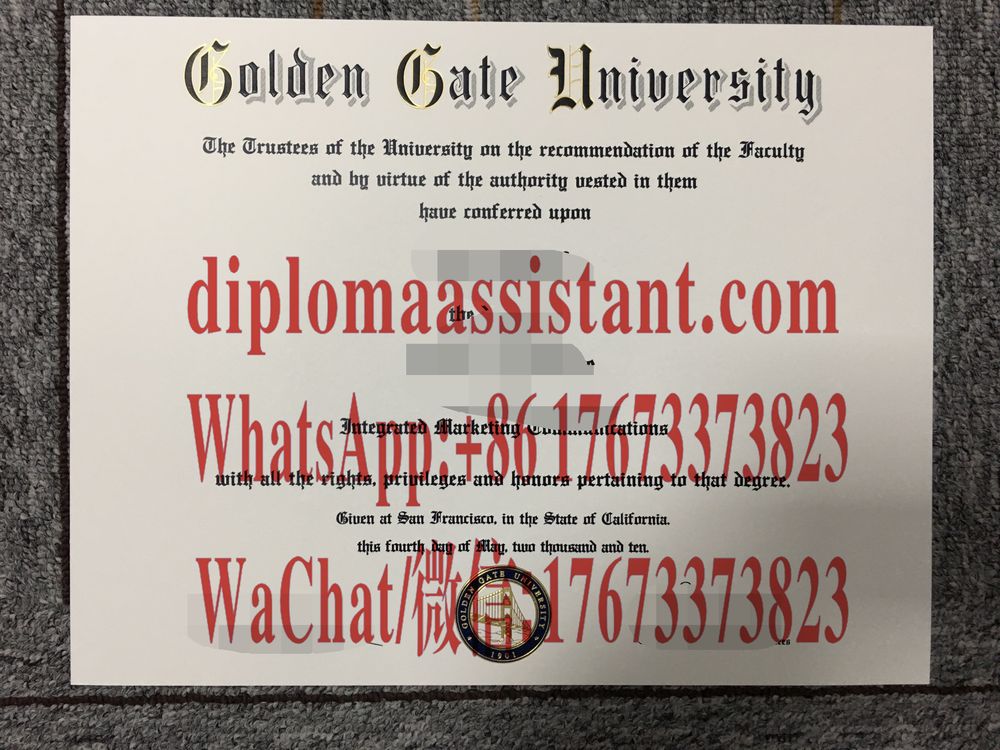 Golden Gate University
The Trustees of the University on the recommendation of the Faculty
and by virtue of the authority vested in them
have conferred upon
diplomaassistant.com
the
WhatsApp:+86 17673373823
Integrated Marketing Communications
with all the rights, privileges and honors pertaining to that degree.
Given at San Francisco, in the State of California,
this fourth day of May, two thousand and ten.
WaChat/微信:17673373823
GOLDEN GATE UNIVERSITY
1901